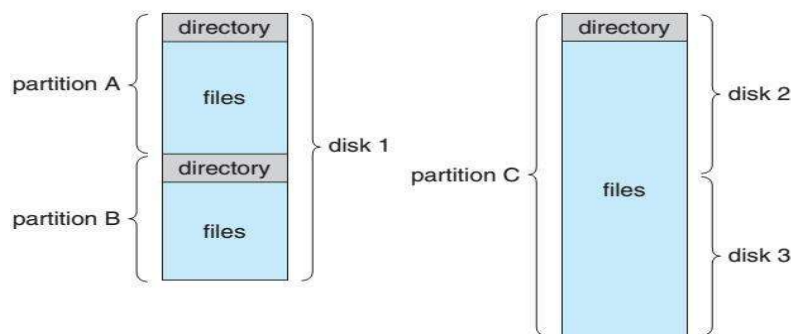 directory
partition A
files
disk 1
directory
partition B
files
directory
disk 2
partition C
files
disk 3